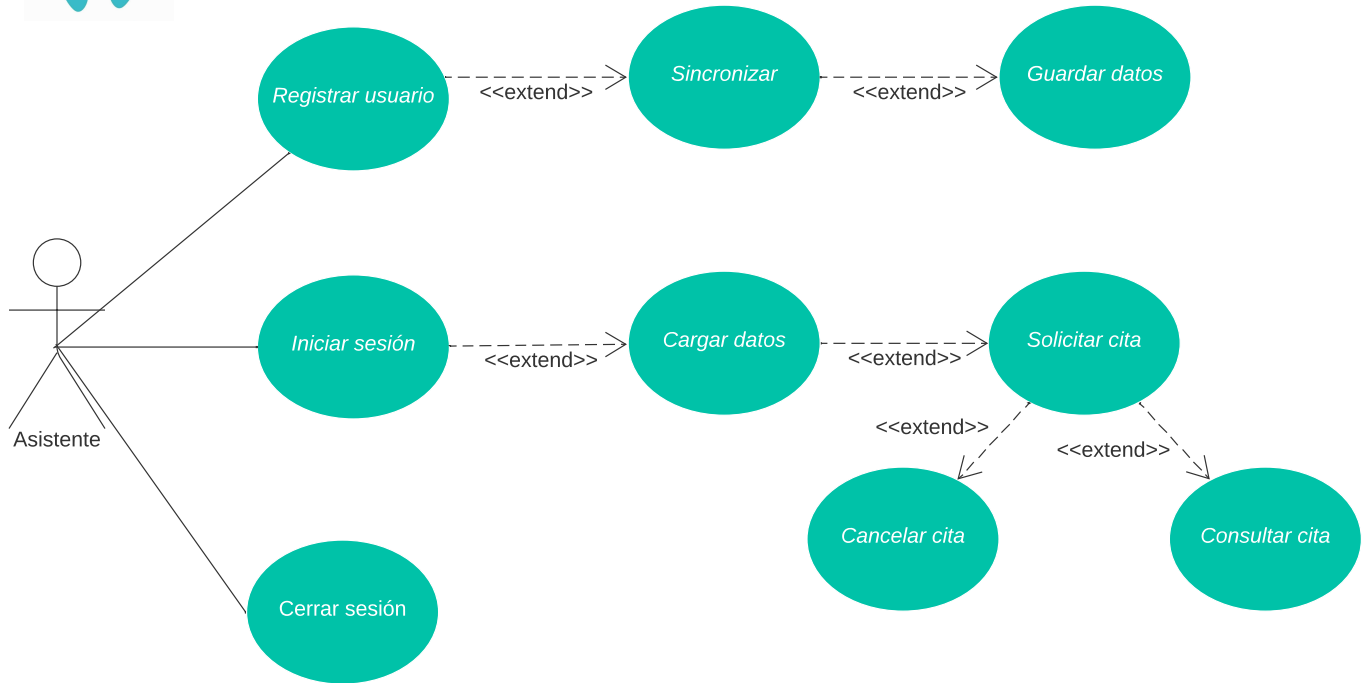 Registrar usuario
<<extend>>
Sincronizar
<<extend>>
Guardar datos
Asistente
Iniciar sesión
<<extend>>
Cargar datos
<<extend>>
Solicitar cita
<<extend>>
<<extend>>
Cancelar cita
Consultar cita
Cerrar sesión